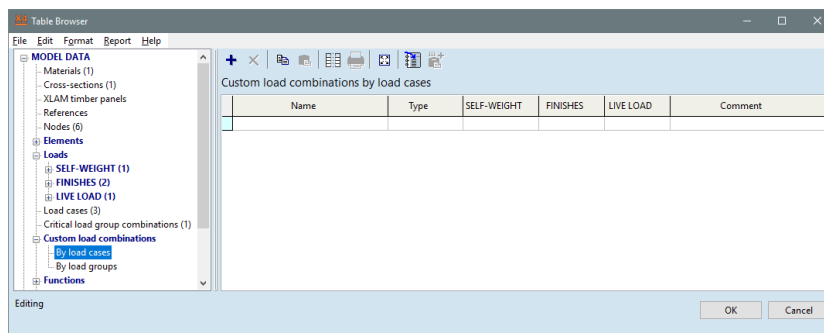 Table Browser
File Edit Format Report Help
MODEL DATA
Materials (1)
Cross-sections (1)
XLAM timber panels
References
Nodes (6)
Elements
Loads
SELF-WEIGHT (1)
FINISHES (2)
LIVE LOAD (1)
Load cases (3)
Critical load group combinations (1)
Custom load combinations
By load cases
By load groups
Functions
Custom load combinations by load cases
Name Type SELF-WEIGHT FINISHES LIVE LOAD Comment
Editing
OK Cancel